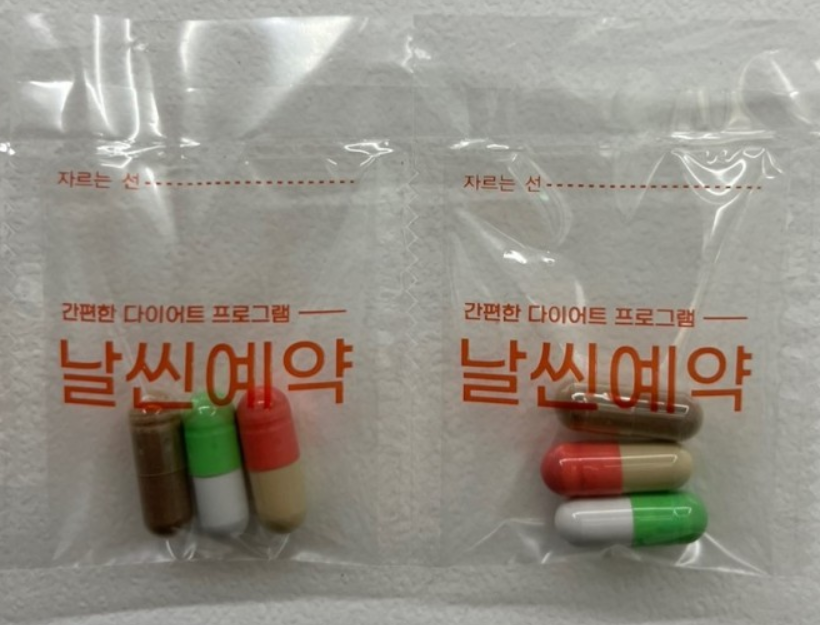 자르는 선
자르는 선
간편한 다이어트 프로그램
날씬예약
간편한 다이어트 프로그램
날씬예약